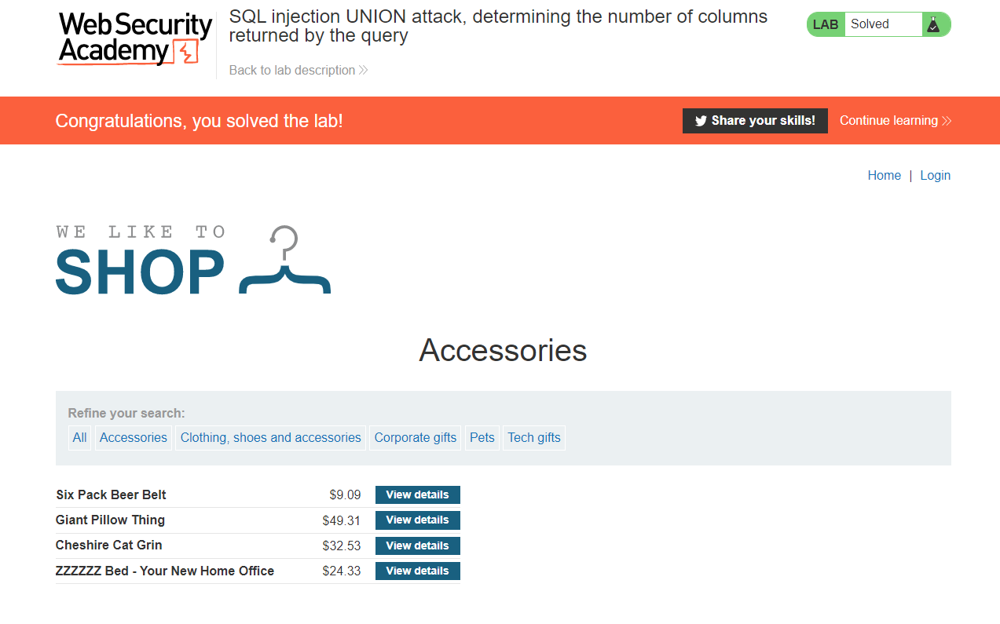 Web Security
Academy
SQL injection UNION attack, determining the number of columns
returned by the query
Back to lab description
LAB Solved
Congratulations, you solved the lab!
Share your skills! Continue learning
Home | Login
WE LIKE TO
SHOP
Accessories
Refine your search:
All Accessories Clothing, shoes and accessories Corporate gifts Pets Tech gifts
Six Pack Beer Belt $9.09 View details
Giant Pillow Thing $49.31 View details
Cheshire Cat Grin $32.53 View details
ZZZZZZ Bed - Your New Home Office $24.33 View details